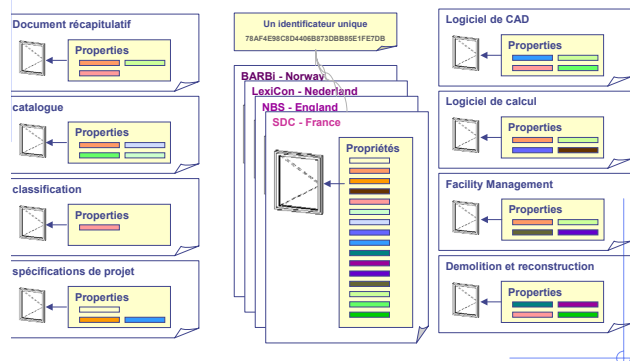 Document récapitulatif
Properties
catalogue
Properties
classification
Properties
spécifications de projet
Properties
Un identificateur unique
78AF4E98C8D4406B873DBB85E1FE7DB
BARBi - Norway
LexiCon - Nederland
NBS - England
SDC - France
Propriétés
Logiciel de CAD
Properties
Logiciel de calcul
Properties
Facility Management
Properties
Demolition et reconstruction
Properties